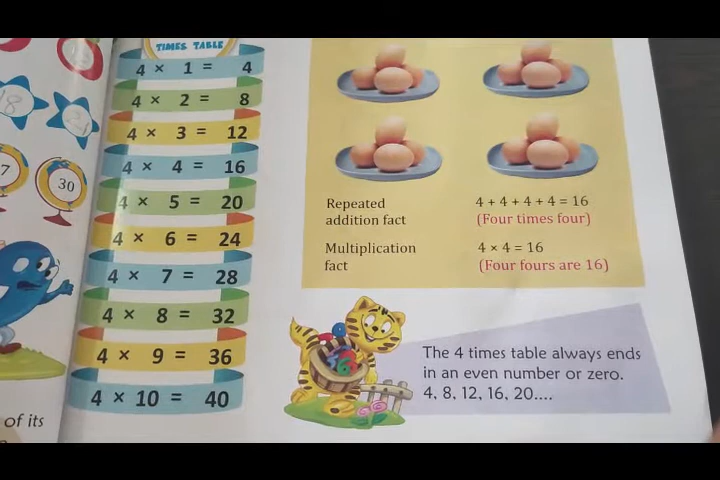 TIMES TABLE
4 × 1 = 4
4 × 2 = 8
4 × 3 = 12
4 × 4 = 16
4 × 5 = 20
4 × 6 = 24
4 × 7 = 28
4 × 8 = 32
4 × 9 = 36
4 × 10 = 40
Repeated 4 + 4 + 4 + 4 = 16
addition fact (Four times four)
Multiplication 4 × 4 = 16
fact (Four fours are 16)
The 4 times table always ends
in an even number or zero.
4, 8, 12, 16, 20....
18
7
30
of its